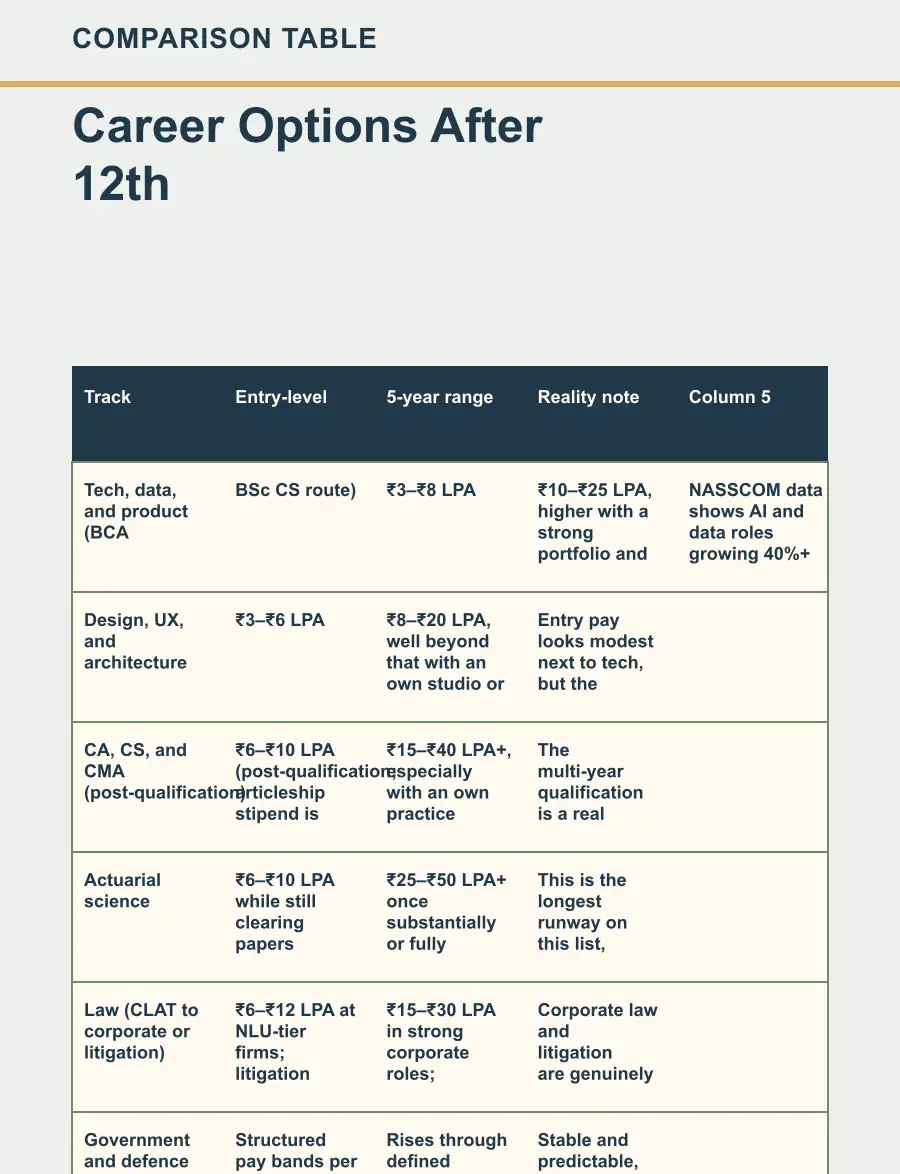 COMPARISON TABLE
Career Options After
12th
Track
Entry-level
5-year range
Reality note
Column 5
Tech, data,
and product
(BCA
BSc CS route)
₹3–₹8 LPA
₹10–₹25 LPA,
higher with a
strong
portfolio and
NASSCOM data
shows AI and
data roles
growing 40%+
Design, UX,
and
architecture
₹3–₹6 LPA
₹8–₹20 LPA,
well beyond
that with an
own studio or
Entry pay
looks modest
next to tech,
but the
CA, CS, and
CMA
(post-qualification)
₹6–₹10 LPA
(post-qualification;
articleship
stipend is
₹15–₹40 LPA+,
especially
with an own
practice
The
multi-year
qualification
is a real
Actuarial
science
₹6–₹10 LPA
while still
clearing
papers
₹25–₹50 LPA+
once
substantially
or fully
This is the
longest
runway on
this list,
Law (CLAT to
corporate or
litigation)
₹6–₹12 LPA at
NLU-tier
firms;
litigation
₹15–₹30 LPA
in strong
corporate
roles;
Corporate law
and
litigation
are genuinely
Government
and defence
Structured
pay bands per
Rises through
defined
Stable and
predictable,